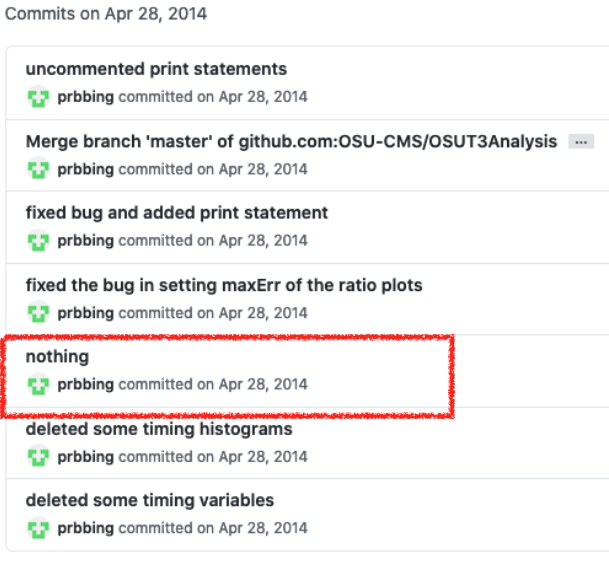 Commits on Apr 28, 2014
uncommented print statements
prbbing committed on Apr 28, 2014
Merge branch 'master' of github.com:OSU-CMS/OSUT3Analysis ...
prbbing committed on Apr 28, 2014
fixed bug and added print statement
prbbing committed on Apr 28, 2014
fixed the bug in setting maxErr of the ratio plots
prbbing committed on Apr 28, 2014
nothing
prbbing committed on Apr 28, 2014
deleted some timing histograms
prbbing committed on Apr 28, 2014
deleted some timing variables
prbbing committed on Apr 28, 2014